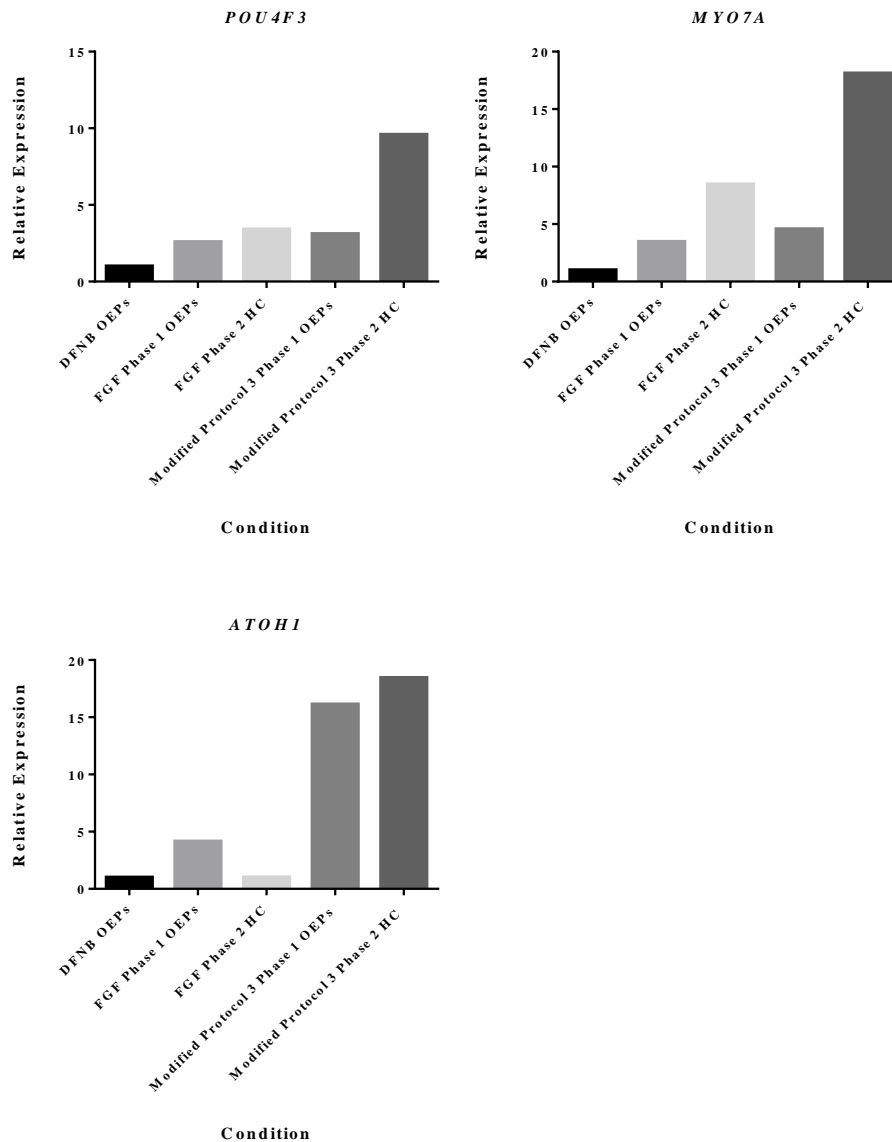 POU4F3
Relative Expression
15
10
5
0
DFNB OEPs
FGF Phase 1 OEPs
FGF Phase 2 HC
Modified Protocol 3 Phase 1 OEPs
Modified Protocol 3 Phase 2 HC
Condition
MYO7A
Relative Expression
20
15
10
5
0
DFNB OEPs
FGF Phase 1 OEPs
FGF Phase 2 HC
Modified Protocol 3 Phase 1 OEPs
Modified Protocol 3 Phase 2 HC
Condition
ATOH1
Relative Expression
20
15
10
5
0
DFNB OEPs
FGF Phase 1 OEPs
FGF Phase 2 HC
Modified Protocol 3 Phase 1 OEPs
Modified Protocol 3 Phase 2 HC
Condition